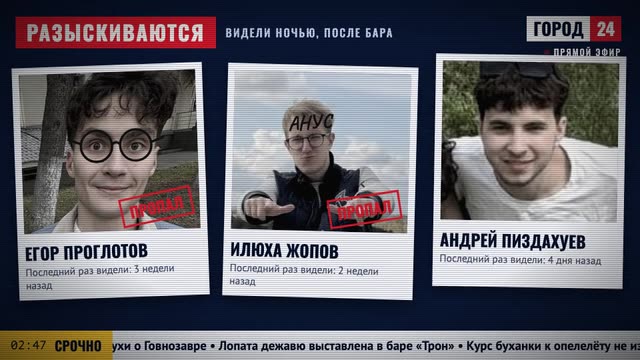 РАЗЫСКИВАЮТСЯ
ВИДЕЛИ НОЧЬЮ, ПОСЛЕ БАРА
ГОРОД 24
ПРЯМОЙ ЭФИР
АНУС
ПРОПАЛ
ПРОПАЛ
ЕГОР ПРОГЛОТОВ
Последний раз видели: 3 недели
назад
ИЛЮХА ЖОПОВ
Последний раз видели: 2 недели
назад
АНДРЕЙ ПИЗДАХУЕВ
Последний раз видели: 4 дня назад
02:47
СРОЧНО
ухи о Говнозавре • Лопата дежавю выставлена в баре «Трон» • Курс буханки к опелелёту не из